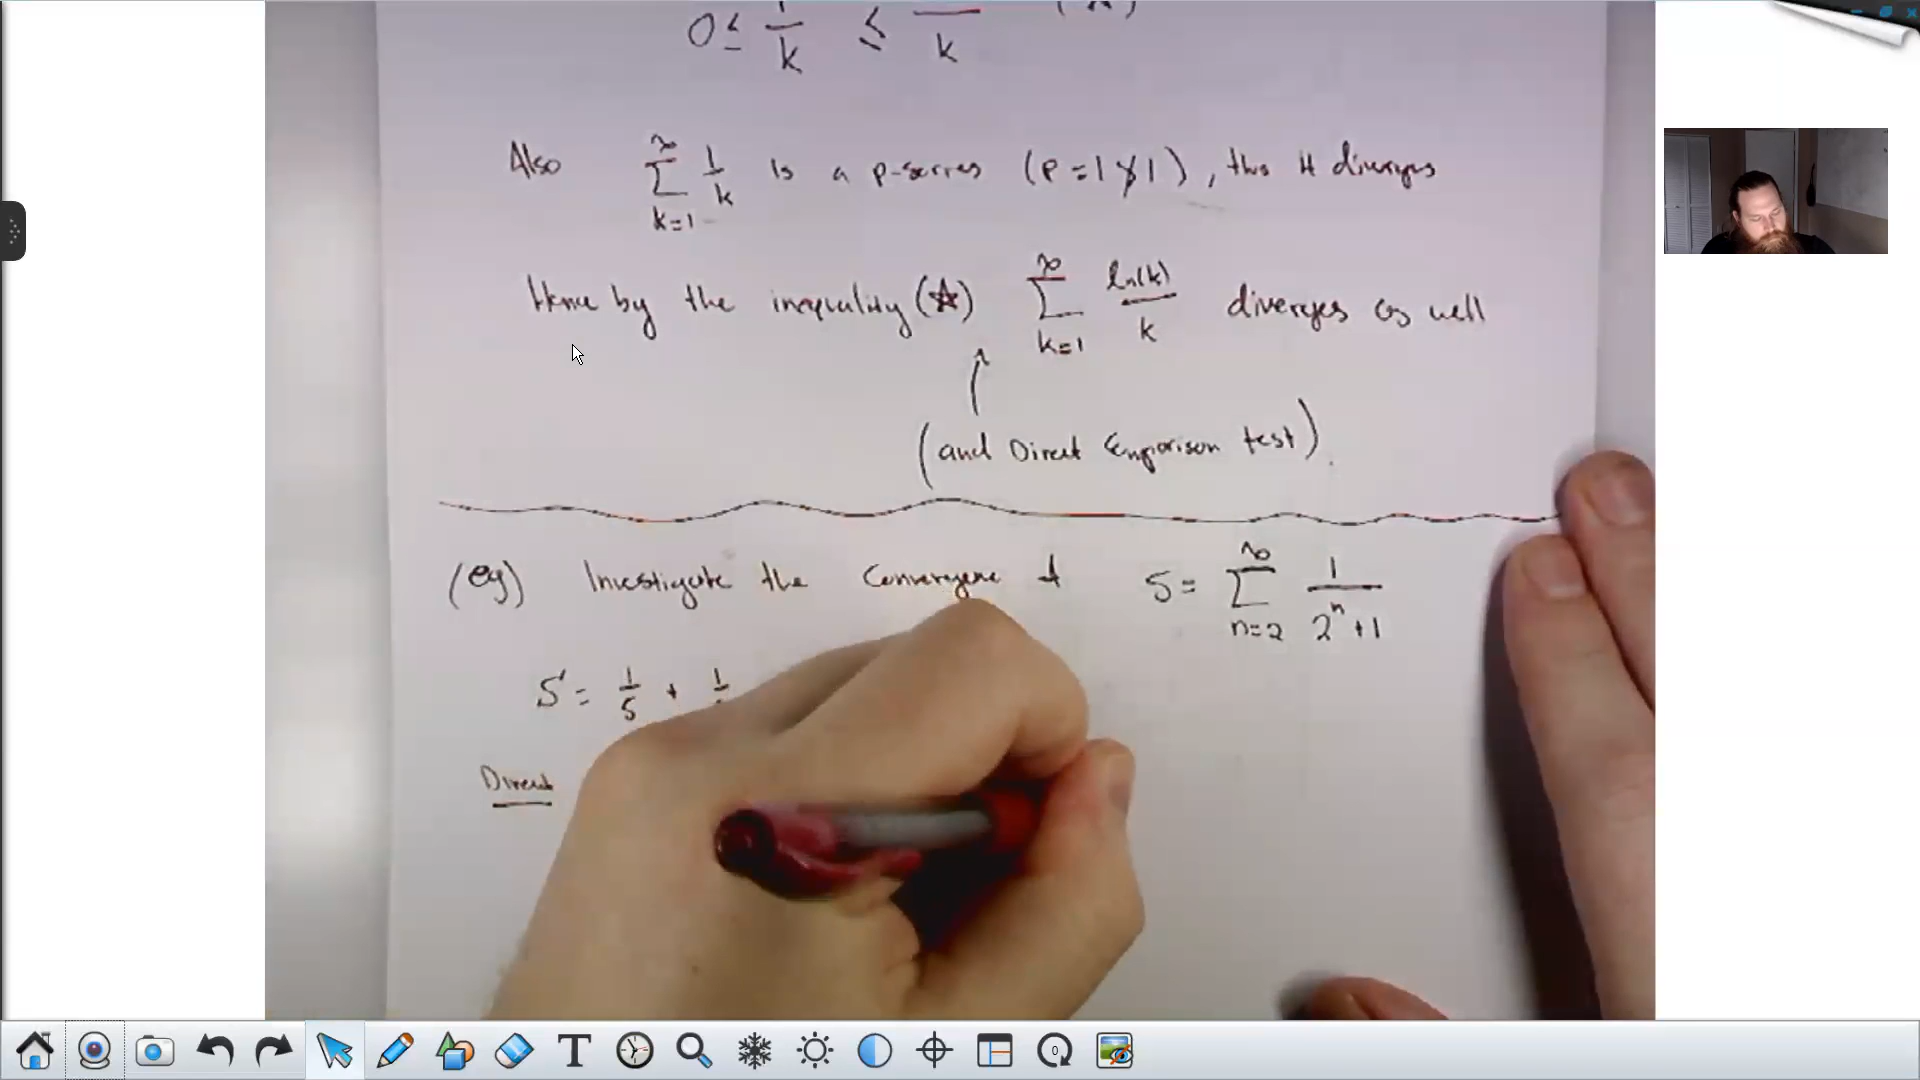 0 ≤ 1/k ≤ /k (☆)
Also ∑_{k=1}^{∞} 1/k is a p-series (p = 1 ≯ 1), thus it diverges
Hence by the inequality (☆) ∑_{k=1}^{∞} ln(k)/k diverges as well
(and Direct Comparison test).
(eg) Investigate the Convergence of S = ∑_{n=2}^{∞} 1/(2^n + 1)
S = 1/5 + 1/
Direct
T
0